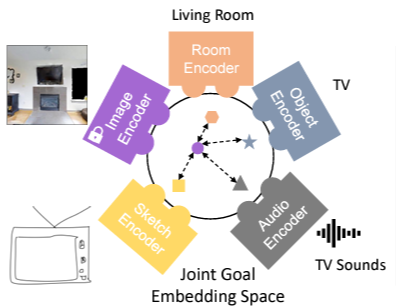 Living Room
Room
Encoder
Image
Encoder
Object
Encoder
TV
Sketch
Encoder
Audio
Encoder
TV Sounds
Joint Goal
Embedding Space